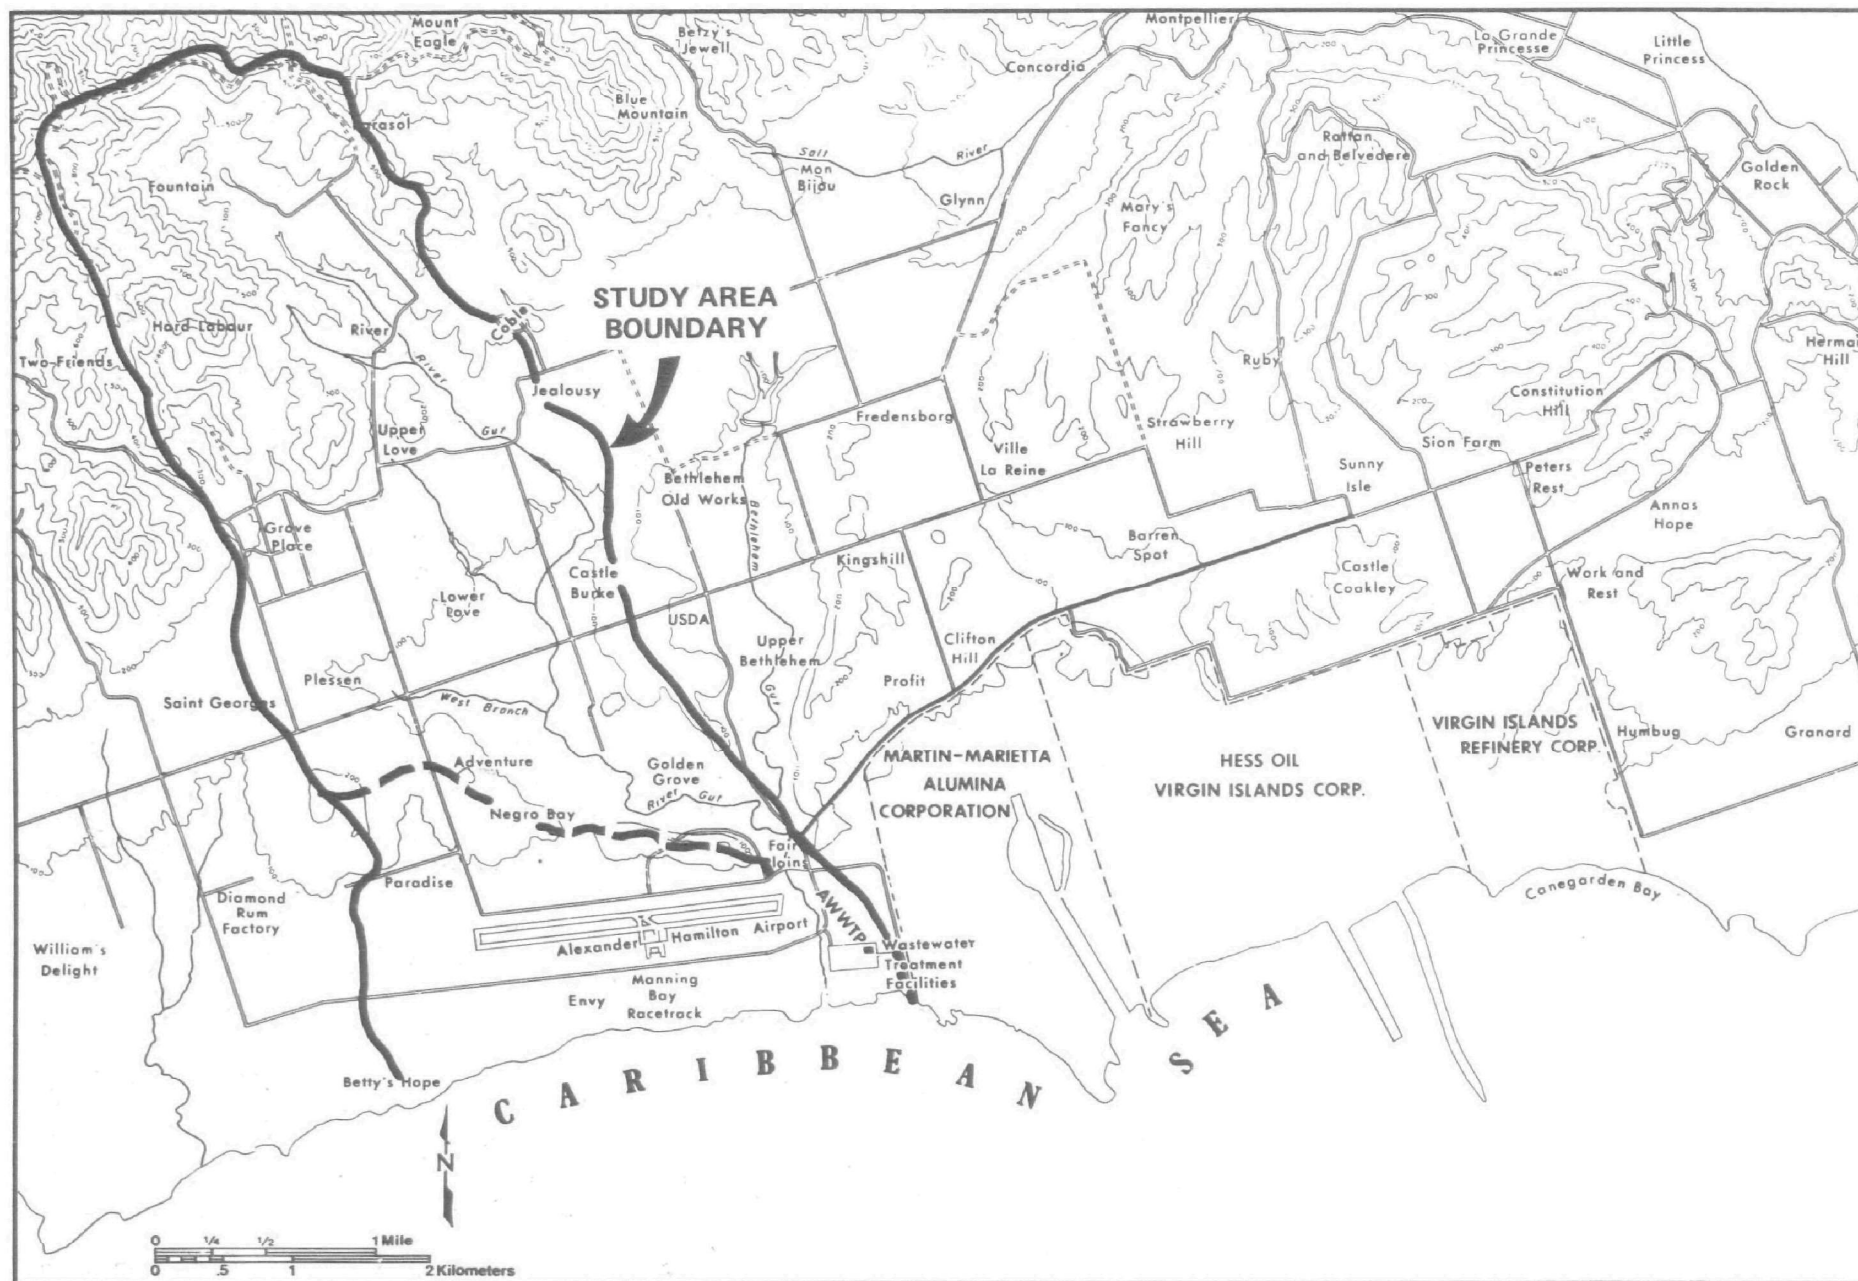 Mount
Eagle
Betzy's
Jewell
Montpellier
La Grande
Princesse
Little
Princess
Concordia
Blue
Mountain
Parasol
Salt River
Mon
Bijou
Rattan
and Belvedere
Golden
Rock
Fountain
Glynn
Mary's
Fancy
STUDY AREA
BOUNDARY
Coble
Hard Labour
River
River Gut
Two Friends
Ruby
Hermai
Hill
Jealousy
Constitution
Hill
Fredensborg
Upper
Love
Strawberry
Hill
Sion Farm
Ville
La Reine
Bethlehem
Old Works
Sunny
Isle
Peters
Rest
Annas
Hope
Grove
Place
Bethlehem Gut
Barren
Spot
Kingshill
Castle
Burke
Castle
Coakley
Work and
Rest
Lower
Love
USDA
Upper
Bethlehem
Clifton
Hill
Plessen
Profit
Saint Georges
West Branch
VIRGIN ISLANDS
REFINERY CORP.
Humbug
Granard
MARTIN-MARIETTA
ALUMINA
CORPORATION
HESS OIL
VIRGIN ISLANDS CORP.
Adventure
Golden
Grove
River Gut
Negro Bay
Fair
Plains
Paradise
Diamond
Rum
Factory
Canegarden Bay
AWWTP
Alexander Hamilton Airport
Wastewater
Treatment
Facilities
William's
Delight
Manning
Bay
Racetrack
Envy
Betty's Hope
CARIBBEAN SEA
N
0 1/4 1/2 1 Mile
0 .5 1 2 Kilometers